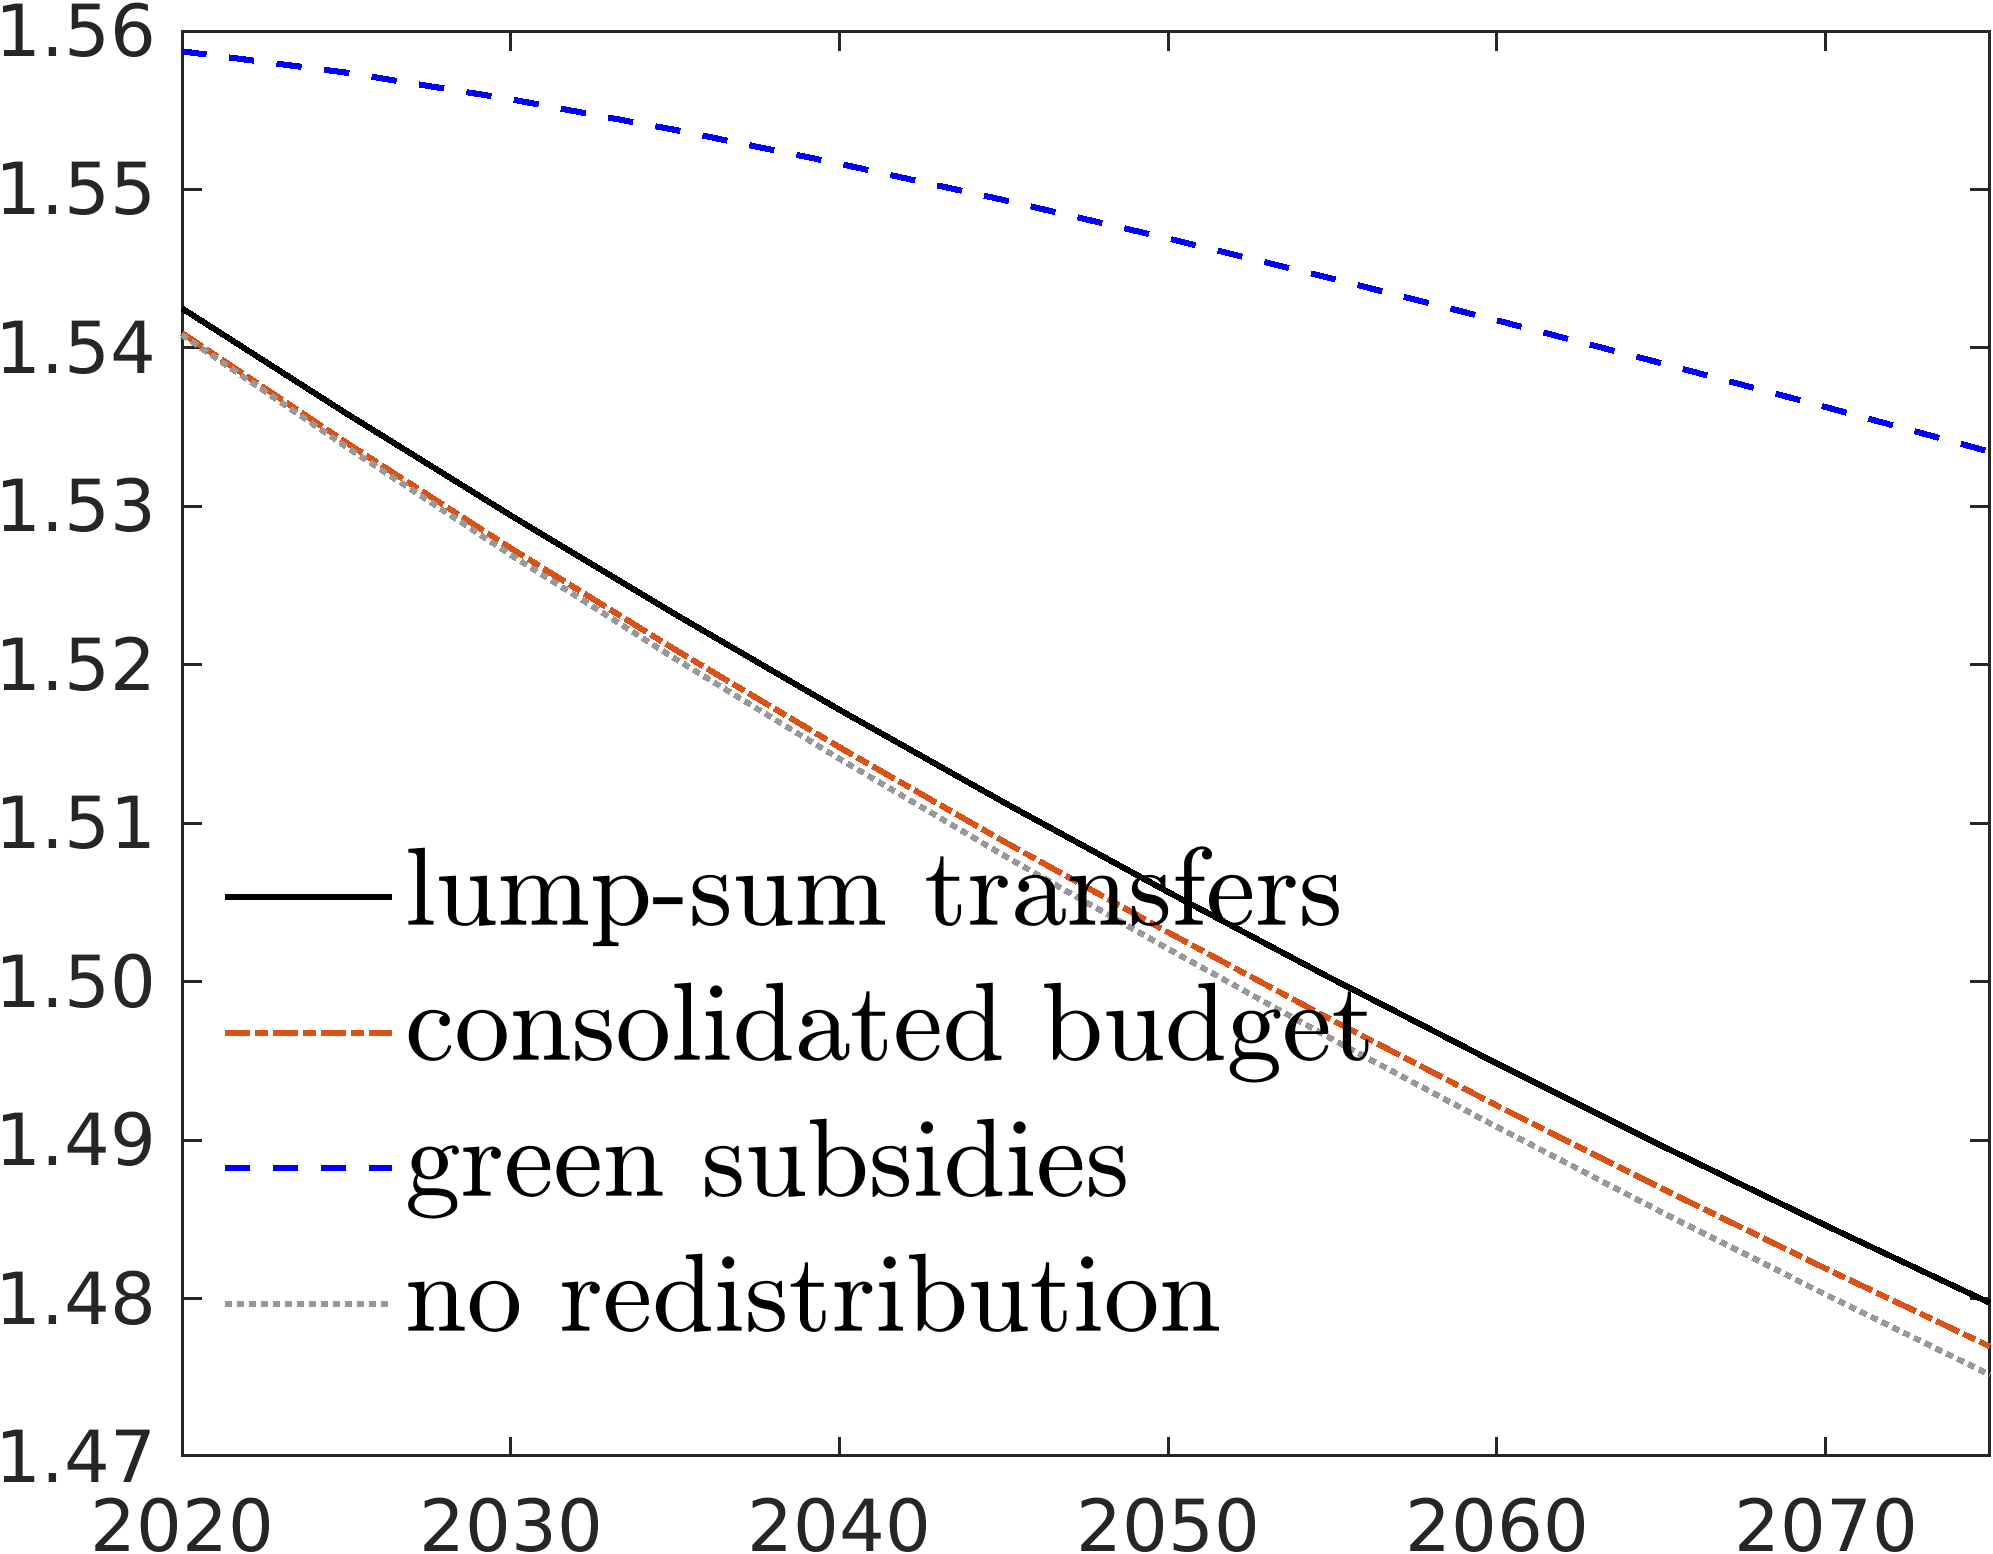 1.56
1.55
1.54
1.53
1.52
1.51
1.50
1.49
1.48
1.47
lump-sum transfers
consolidated budget
green subsidies
no redistribution
2020 2030 2040 2050 2060 2070